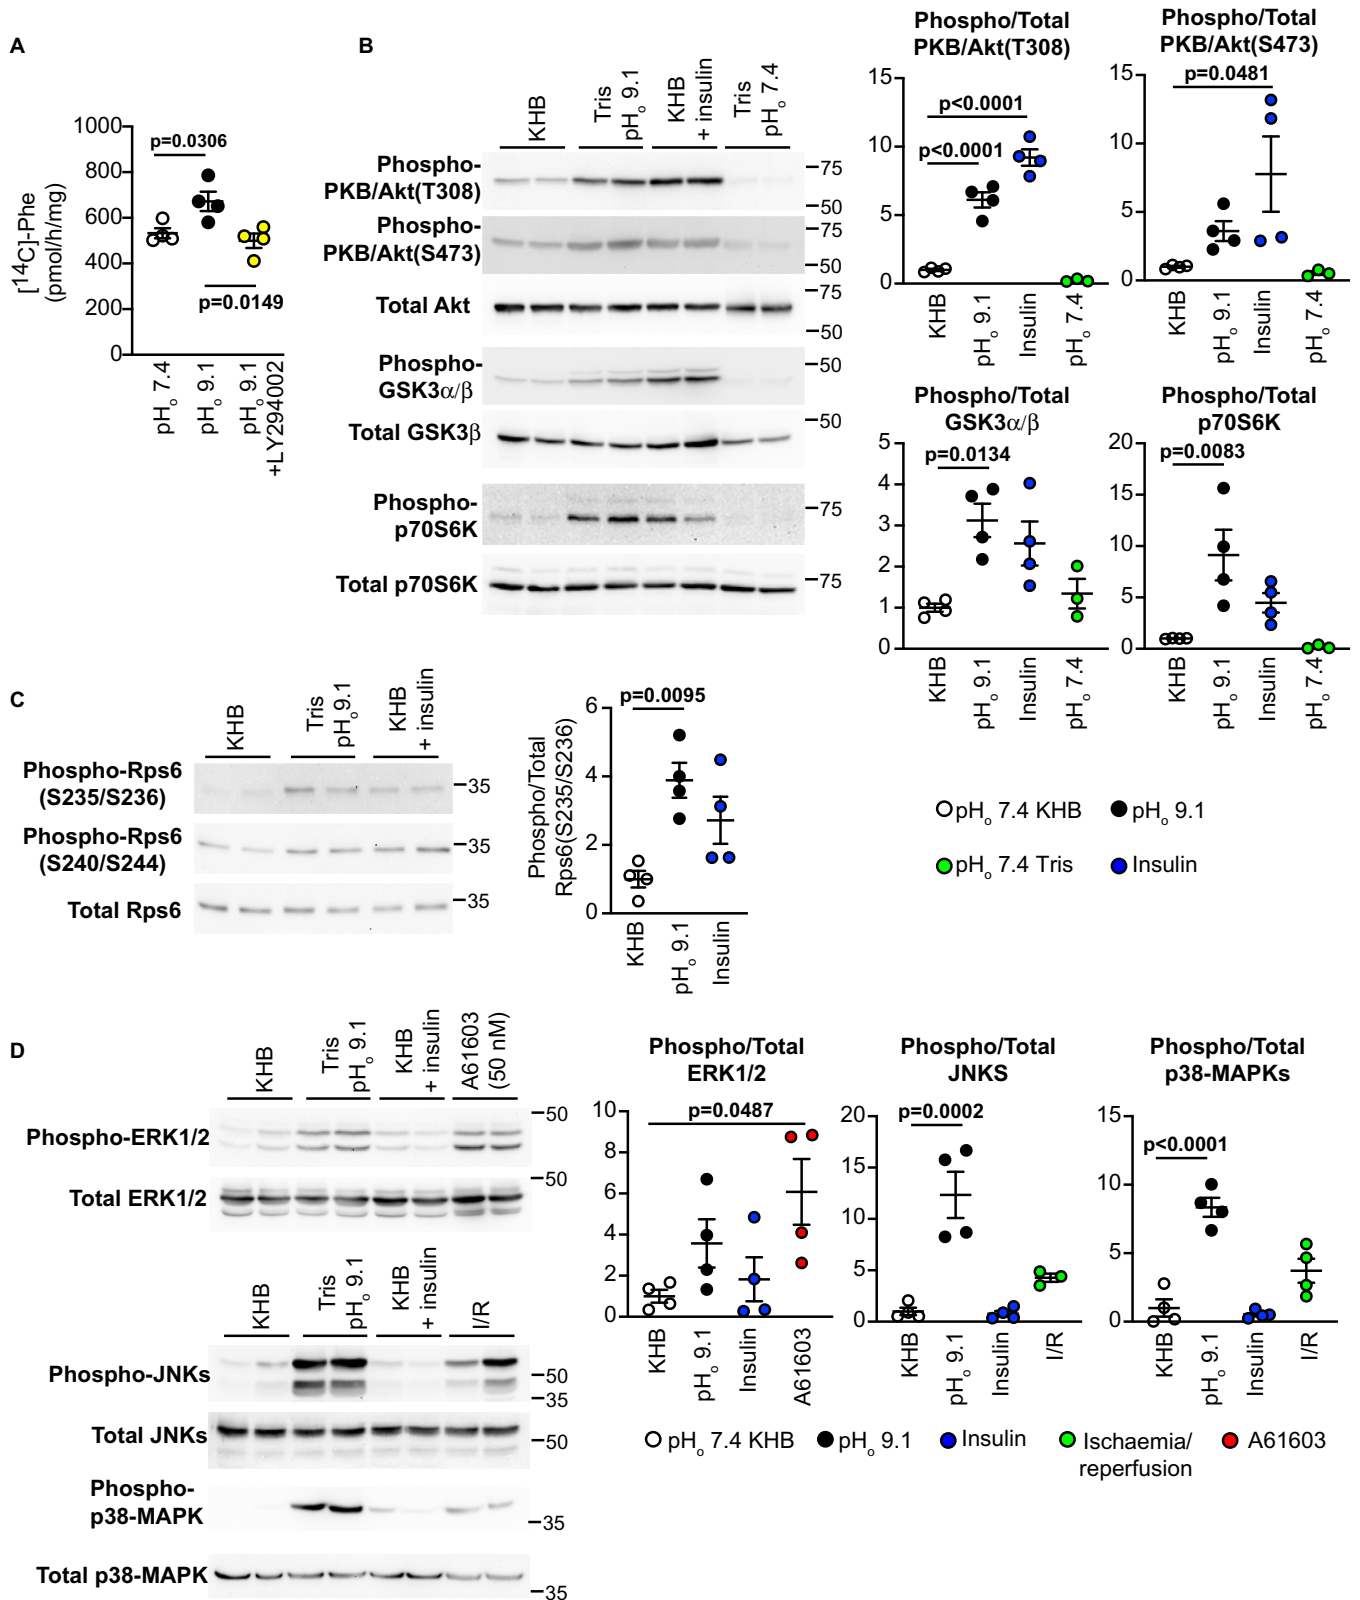 A
[14C]-Phe
(pmol/h/mg)
1000
800
600
400
200
0
p=0.0306
p=0.0149
pHo 7.4
pHo 9.1
pHo 9.1
+LY294002
B
KHB
Tris
pHo 9.1
KHB
+ insulin
Tris
pHo 7.4
Phospho-
PKB/Akt(T308)
75
50
Phospho-
PKB/Akt(S473)
75
50
Total Akt
75
50
Phospho-
GSK3α/β
50
Total GSK3β
50
Phospho-
p70S6K
75
Total p70S6K
75
Phospho/Total
PKB/Akt(T308)
15
10
5
0
p<0.0001
p<0.0001
KHB
pHo 9.1
Insulin
pHo 7.4
Phospho/Total
PKB/Akt(S473)
15
10
5
0
p=0.0481
KHB
pHo 9.1
Insulin
pHo 7.4
Phospho/Total
GSK3α/β
5
4
3
2
1
0
p=0.0134
KHB
pHo 9.1
Insulin
pHo 7.4
Phospho/Total
p70S6K
20
15
10
5
0
p=0.0083
KHB
pHo 9.1
Insulin
pHo 7.4
C
KHB
Tris
pHo 9.1
KHB
+ insulin
Phospho-Rps6
(S235/S236)
35
Phospho-Rps6
(S240/S244)
35
Total Rps6
35
Phospho/Total
Rps6(S235/S236)
6
4
2
0
p=0.0095
KHB
pHo 9.1
Insulin
pHo 7.4 KHB
pHo 9.1
pHo 7.4 Tris
Insulin
D
KHB
Tris
pHo 9.1
KHB
+ insulin
A61603
(50 nM)
Phospho-ERK1/2
50
Total ERK1/2
50
KHB
Tris
pHo 9.1
KHB
+ insulin
I/R
Phospho-JNKs
50
35
Total JNKs
50
Phospho-
p38-MAPK
35
Total p38-MAPK
35
Phospho/Total
ERK1/2
10
8
6
4
2
0
p=0.0487
KHB
pHo 9.1
Insulin
A61603
Phospho/Total
JNKS
20
15
10
5
0
p=0.0002
KHB
pHo 9.1
Insulin
I/R
Phospho/Total
p38-MAPKs
15
10
5
0
p<0.0001
KHB
pHo 9.1
Insulin
I/R
pHo 7.4 KHB
pHo 9.1
Insulin
Ischaemia/
reperfusion
A61603